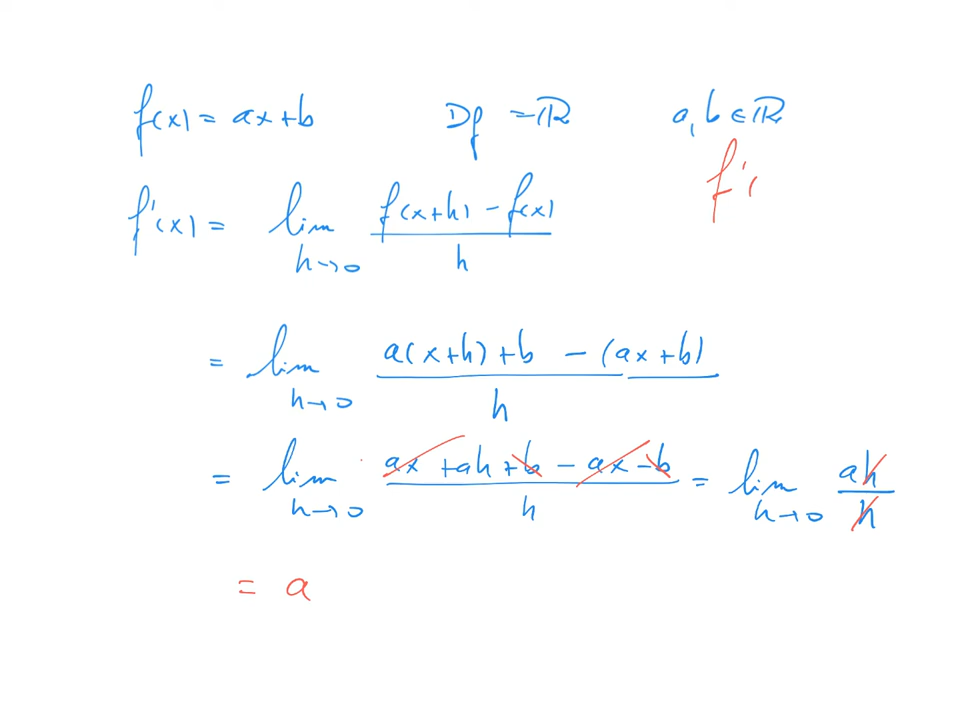 f(x) = ax+b Df = ℝ a,b ∈ ℝ
f'(
f'(x) = lim h→0 f(x+h) - f(x) / h
= lim h→0 a(x+h)+b - (ax+b) / h
= lim h→0 ax + ah + b - ax - b / h = lim h→0 ah / h
= a